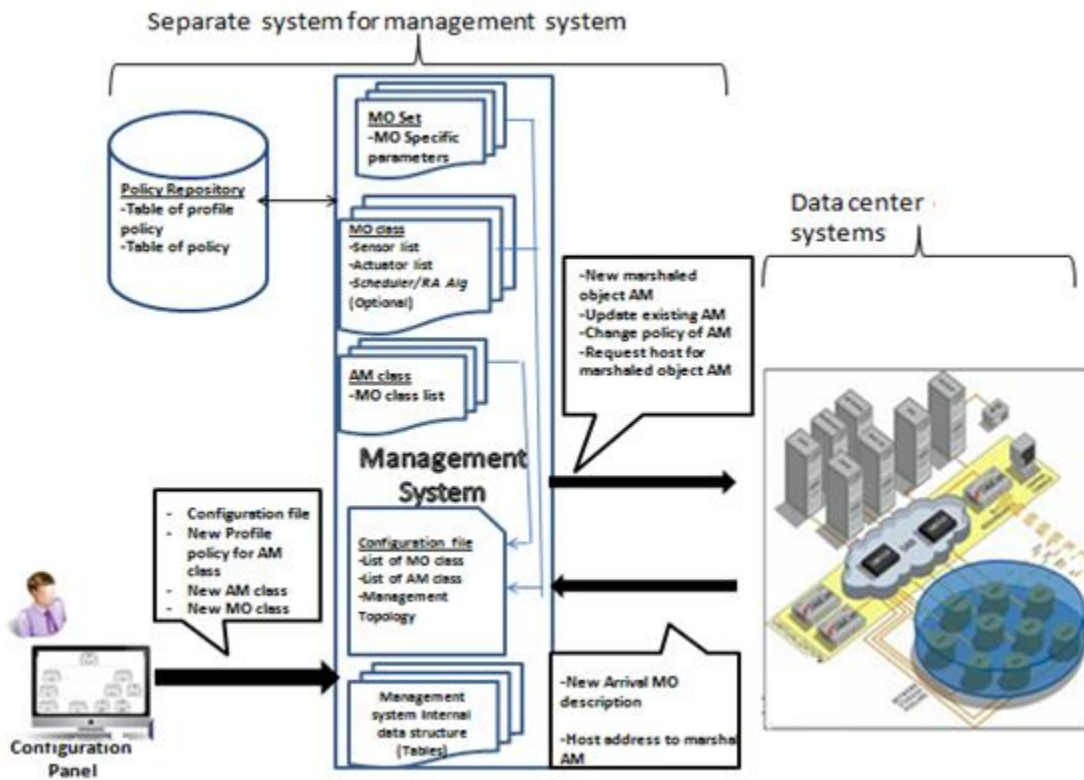 Separate system for management system
MO Set
-MO Specific
parameters
Policy Repository
-Table of profile
policy
-Table of policy
MO class
-Sensor list
-Actuator list
-Scheduler/RA Alg
(Optional)
AM class
-MO class list
Management
System
Configuration file
-List of MO class
-List of AM class
-Management
Topology
Management
system Internal
data structure
(Tables)
- Configuration file
- New Profile
policy for AM
class
- New AM class
- New MO class
Configuration
Panel
-New marshaled
object AM
-Update existing AM
-Change policy of AM
-Request host for
marshaled object AM
-New Arrival MO
description
-Host address to marshal
AM
Data center
systems